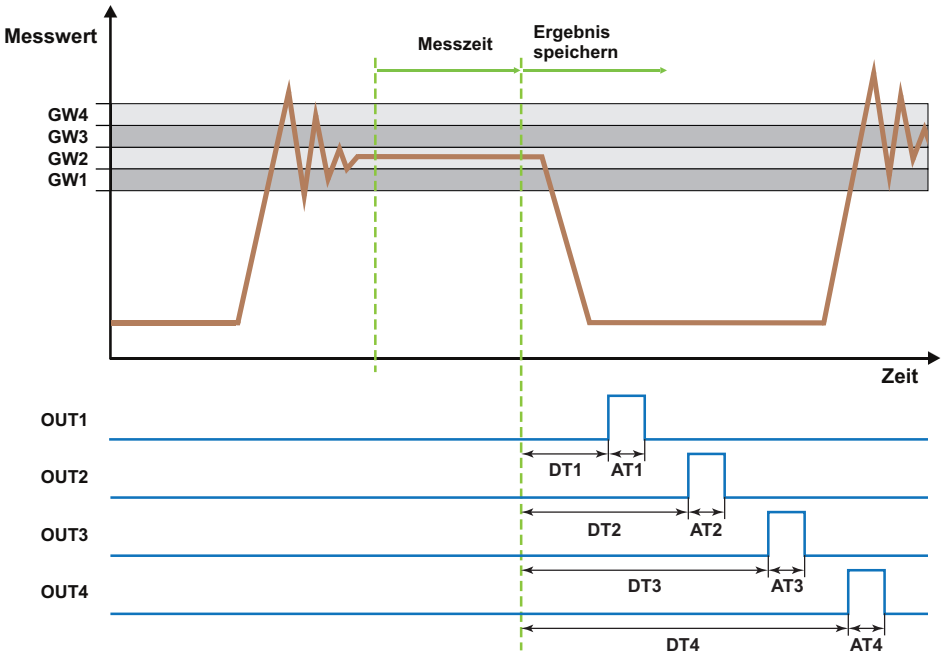 Messwert
Messzeit
Ergebnis
speichern
GW4
GW3
GW2
GW1
Zeit
OUT1
DT1 AT1
OUT2
DT2 AT2
OUT3
DT3 AT3
OUT4
DT4 AT4